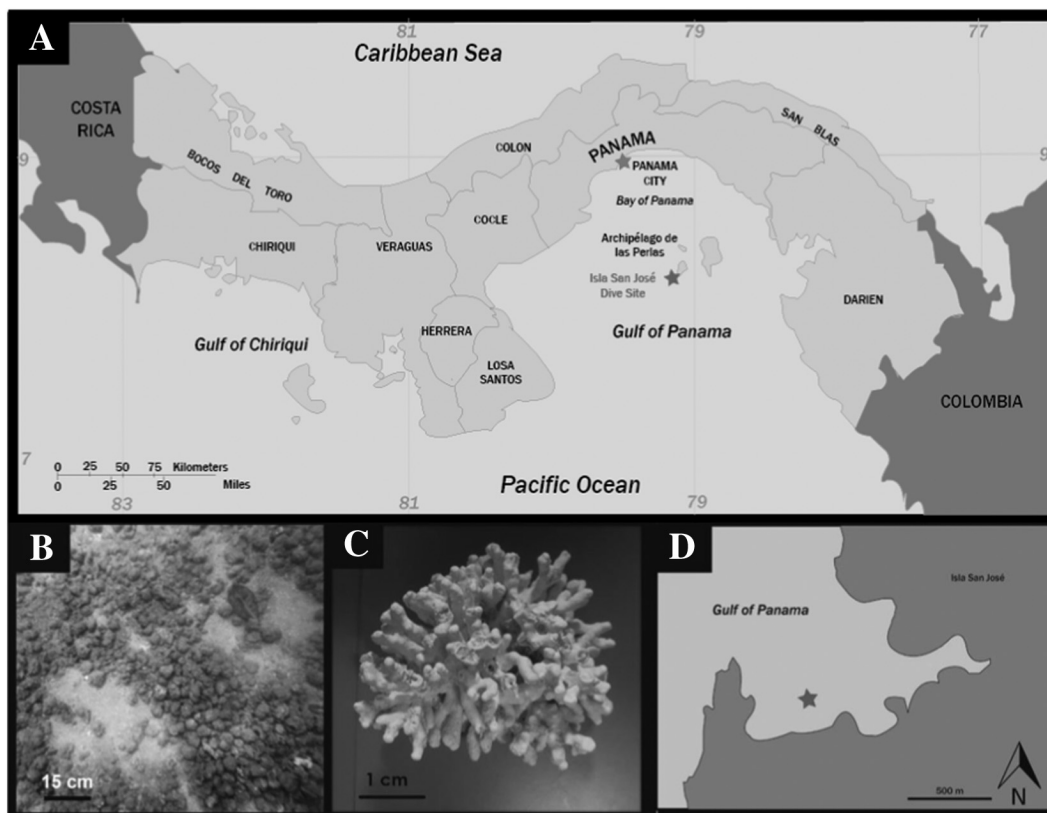 A
81
79
77
Caribbean Sea
COSTA
RICA
SAN BLAS
COLON
PANAMA
9
9
BOCOS DEL TORO
PANAMA
CITY
Bay of Panama
COCLE
CHIRIQUI
VERAGUAS
Archipélago de
las Perlas
Isla San José
Dive Site
DARIEN
HERRERA
Gulf of Panama
Gulf of Chiriqui
LOSA
SANTOS
COLOMBIA
7
0 25 50 75 Kilometers
0 25 50 Miles
Pacific Ocean
83
81
79
B
15 cm
C
1 cm
D
Isla San José
Gulf of Panama
500 m
N